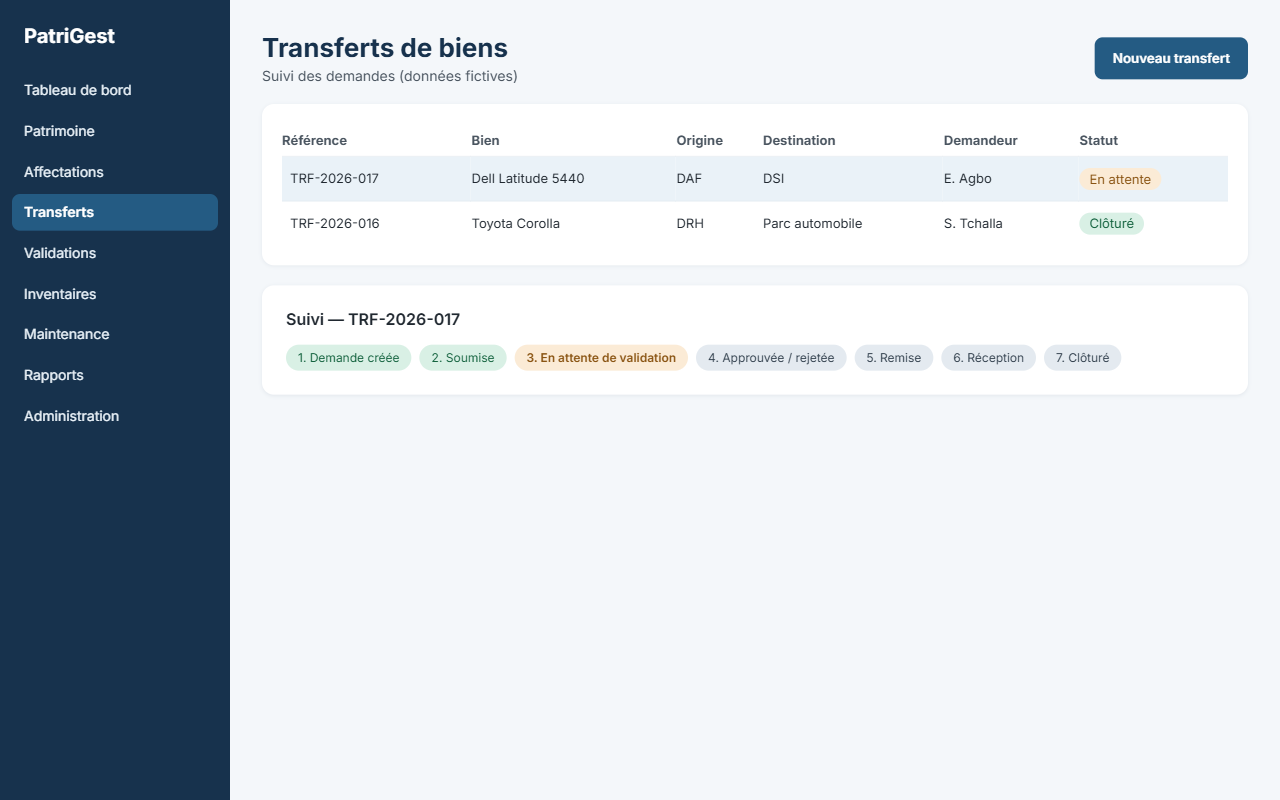 PatriGest
Tableau de bord
Patrimoine
Affectations
Transferts
Validations
Inventaires
Maintenance
Rapports
Administration
Transferts de biens
Suivi des demandes (données fictives)
Nouveau transfert
Référence Bien Origine Destination Demandeur Statut
TRF-2026-017 Dell Latitude 5440 DAF DSI E. Agbo En attente
TRF-2026-016 Toyota Corolla DRH Parc automobile S. Tchalla Clôturé
Suivi — TRF-2026-017
1. Demande créée 2. Soumise 3. En attente de validation 4. Approuvée / rejetée 5. Remise 6. Réception 7. Clôturé